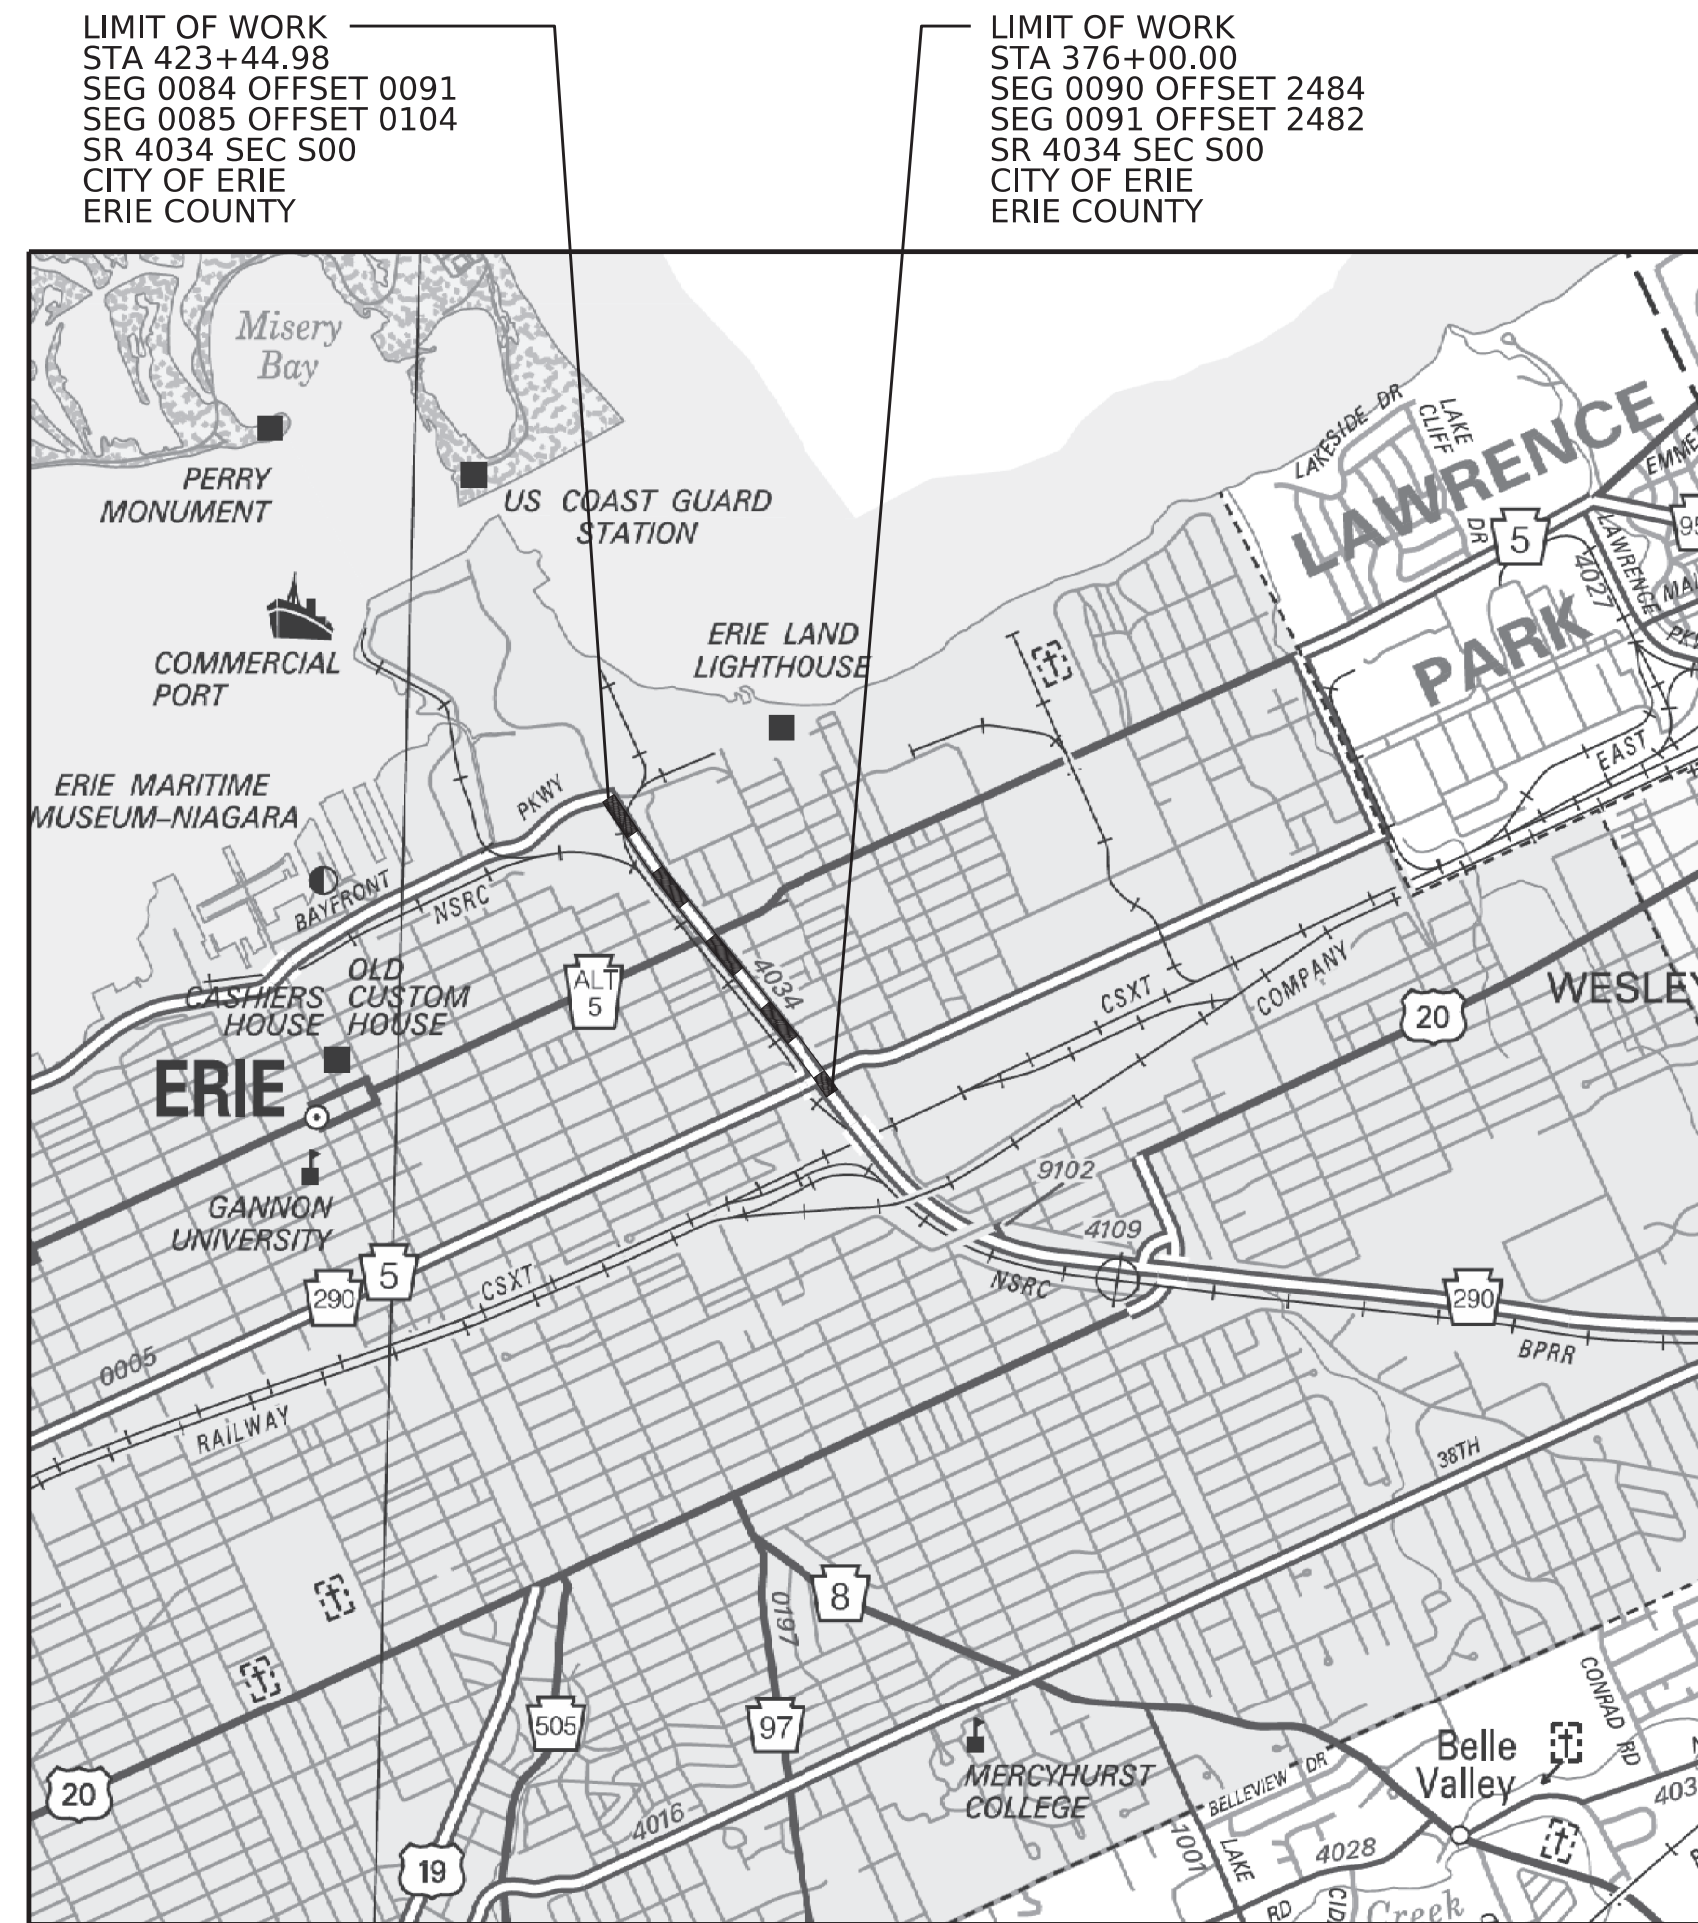 LIMIT OF WORK
STA 423+44.98
SEG 0084 OFFSET 0091
SEG 0085 OFFSET 0104
SR 4034 SEC S00
CITY OF ERIE
ERIE COUNTY
LIMIT OF WORK
STA 376+00.00
SEG 0090 OFFSET 2484
SEG 0091 OFFSET 2482
SR 4034 SEC S00
CITY OF ERIE
ERIE COUNTY
Misery
Bay
PERRY
MONUMENT
US COAST GUARD
STATION
COMMERCIAL
PORT
ERIE LAND
LIGHTHOUSE
LAKESIDE DR
LAKE
CLIFF
DR
LAWRENCE
PARK
5
4027
LAWRENCE
EAST
ERIE MARITIME
MUSEUM–NIAGARA
PKWY
BAYFRONT
NSRC
OLD
CASHIERS CUSTOM
HOUSE HOUSE
ALT
5
4034
CSXT
COMPANY
20
ERIE
GANNON
UNIVERSITY
9102
4109
NSRC
290
5
CSXT
290
BPRR
0005
RAILWAY
38TH
8
0197
505
97
20
19
4016
MERCYHURST
COLLEGE
BELLEVIEW DR
Belle
Valley
CONRAD RD
1001
LAKE
4028
RD
Creek